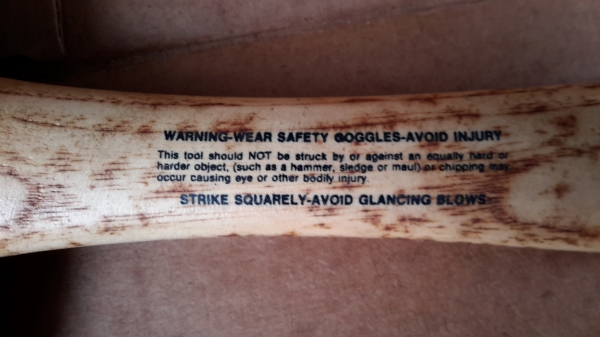 WARNING-WEAR SAFETY GOGGLES-AVOID INJURY
This tool should NOT be struck by or against an equally hard or
harder object, (such as a hammer, sledge or maul) or chipping may
occur causing eye or other bodily injury.
STRIKE SQUARELY-AVOID GLANCING BLOWS